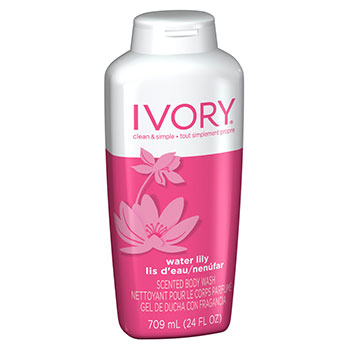 IVORY®
clean & simple • tout simplement propre
water lily
lis d'eau/nenúfar
SCENTED BODY WASH
NETTOYANT POUR LE CORPS PARFUMÉ
GEL DE DUCHA CON FRAGANCIA
709 mL (24 FL OZ)